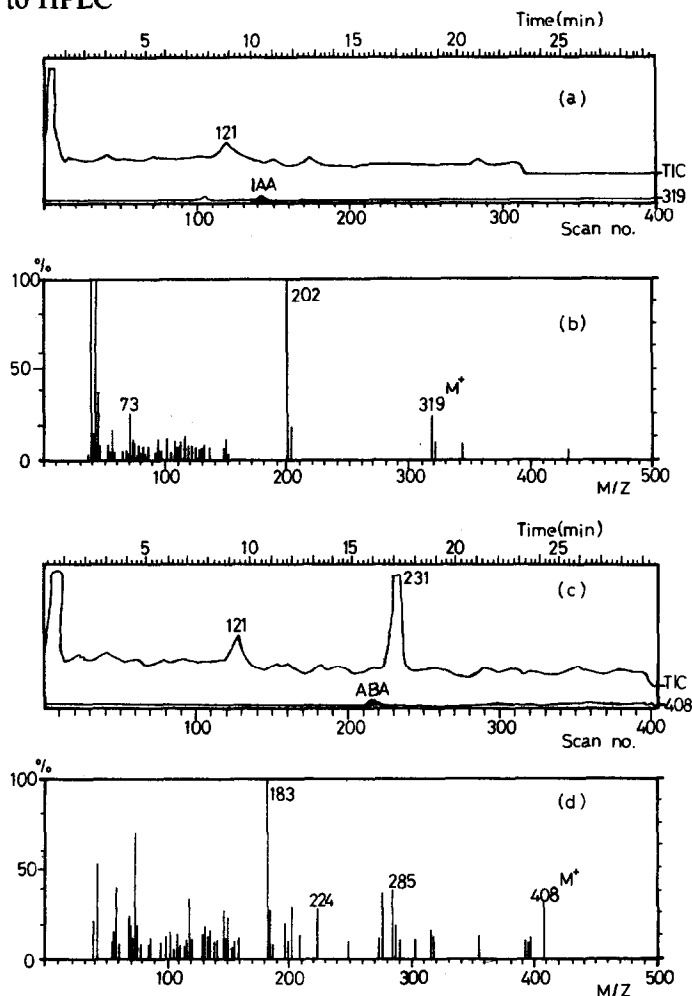 to HPLC
Time(min)
5 10 15 20 25
(a)
121
TIC
IAA
319
100 200 300 400
Scan no.
%
100
202
(b)
50
73
319 M+
0
100 200 300 400 500
M/Z
Time(min)
5 10 15 20 25
231
(c)
121
TIC
ABA
408
100 200 300 400
Scan no.
%
100
183
(d)
50
285
224
408 M+
0
100 200 300 400 500
M/Z